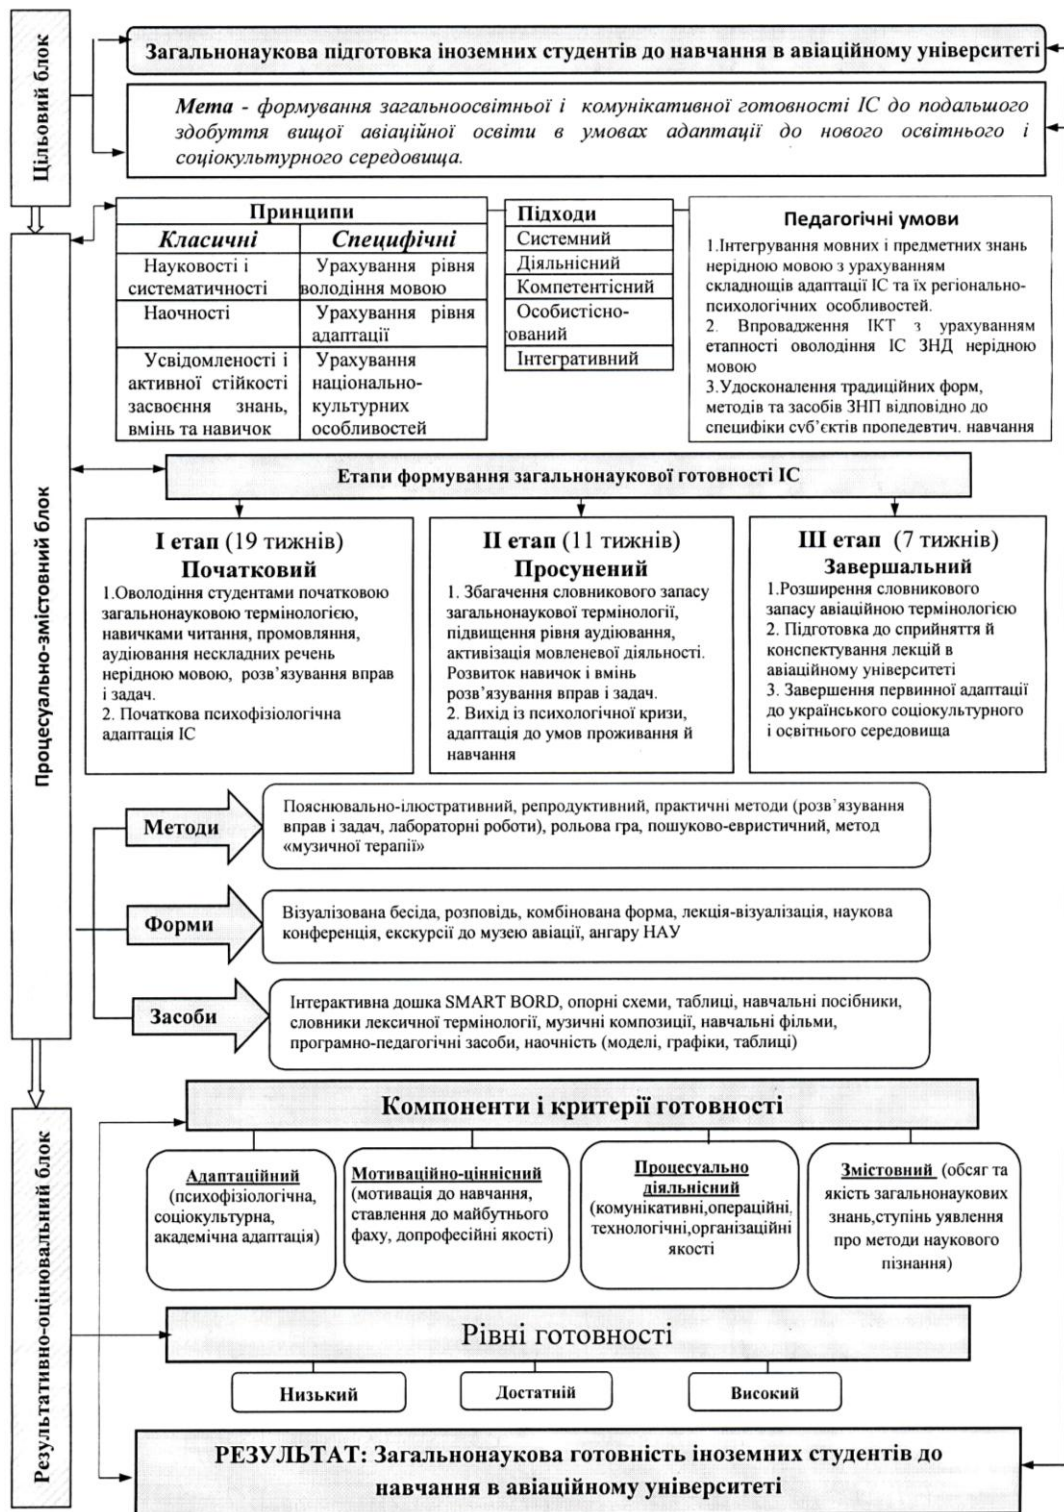 Цільовий блок
Загальнонаукова підготовка іноземних студентів до навчання в авіаційному університеті
Мета - формування загальноосвітньої і комунікативної готовності ІС до подальшого
здобуття вищої авіаційної освіти в умовах адаптації до нового освітнього і
соціокультурного середовища.
Процесуально-змістовний блок
Принципи
Класичні
Специфічні
Науковості і
систематичності
Урахування рівня
володіння мовою
Наочності
Урахування рівня
адаптації
Усвідомленості і
активної стійкості
засвоєння знань,
вмінь та навичок
Урахування
національно-
культурних
особливостей
Підходи
Системний
Діяльнісний
Компетентісний
Особистісно-
ований
Інтегративний
Педагогічні умови
1.Інтегрування мовних і предметних знань
нерідною мовою з урахуванням
складнощів адаптації ІС та їх регіонально-
психологічних особливостей.
2. Впровадження ІКТ з урахуванням
етапності оволодіння ІС ЗНД нерідною
мовою
3.Удосконалення традиційних форм,
методів та засобів ЗНП відповідно до
специфіки суб’єктів пропедевтич. навчання
Етапи формування загальнонаукової готовності ІС
І етап (19 тижнів)
Початковий
1.Оволодіння студентами початковою
загальнонауковою термінологією,
навичками читання, промовляння,
аудіювання нескладних речень
нерідною мовою, розв’язування вправ
і задач.
2. Початкова психофізіологічна
адаптація ІС
ІІ етап (11 тижнів)
Просунений
1. Збагачення словникового запасу
загальнонаукової термінології,
підвищення рівня аудіювання,
активізація мовленевої діяльності.
Розвиток навичок і вмінь
розв’язування вправ і задач.
2. Вихід із психологічної кризи,
адаптація до умов проживання й
навчання
ІІІ етап (7 тижнів)
Завершальний
1.Розширення словникового
запасу авіаційною термінологією
2. Підготовка до сприйняття й
конспектування лекцій в
авіаційному університеті
3. Завершення первинної адаптації
до українського соціокультурного
і освітнього середовища
Методи
Пояснювально-ілюстративний, репродуктивний, практичні методи (розв’язування
вправ і задач, лабораторні роботи), рольова гра, пошуково-евристичний, метод
«музичної терапії»
Форми
Візуалізована бесіда, розповідь, комбінована форма, лекція-візуалізація, наукова
конференція, екскурсії до музею авіації, ангару НАУ
Засоби
Інтерактивна дошка SMART BORD, опорні схеми, таблиці, навчальні посібники,
словники лексичної термінології, музичні композиції, навчальні фільми,
програмно-педагогічні засоби, наочність (моделі, графіки, таблиці)
Результативно-оцінювальний блок
Компоненти і критерії готовності
Адаптаційний
(психофізіологічна,
соціокультурна,
академічна адаптація)
Мотиваційно-ціннісний
(мотивація до навчання,
ставлення до майбутнього
фаху, допрофесійні якості)
Процесуально
діяльнісний
(комунікативні,операційні,
технологічні,організаційні
якості
Змістовний (обсяг та
якість загальнонаукових
знань,ступінь уявлення
про методи наукового
пізнання)
Рівні готовності
Низький
Достатній
Високий
РЕЗУЛЬТАТ: Загальнонаукова готовність іноземних студентів до
навчання в авіаційному університеті